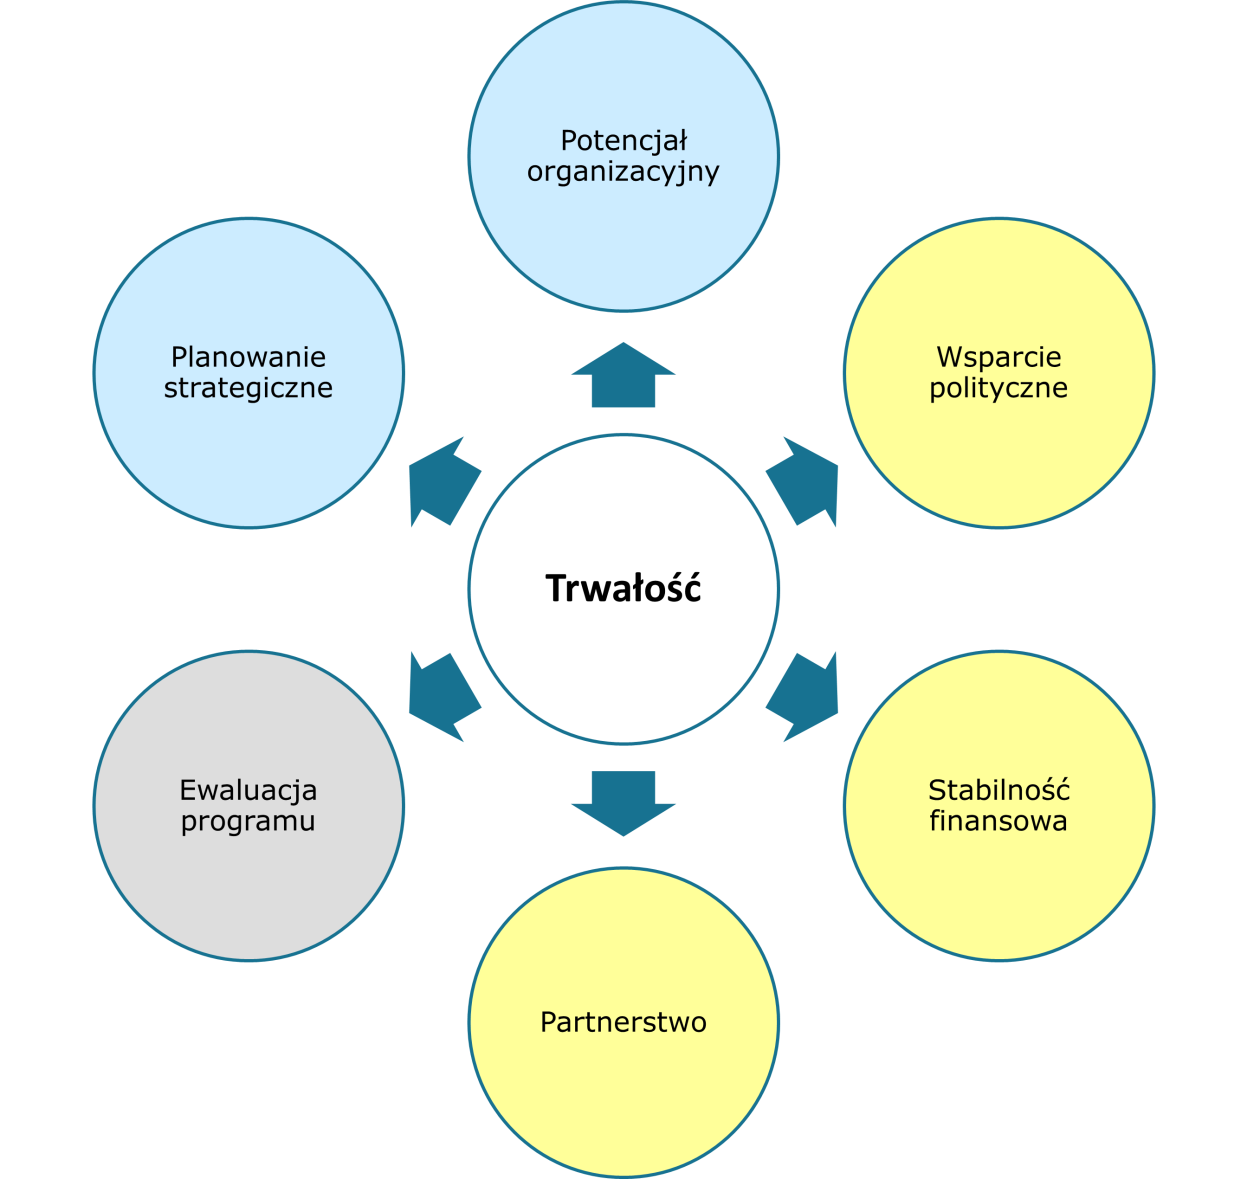 Potencjał
organizacyjny
Planowanie
strategiczne
Wsparcie
polityczne
Trwałość
Ewaluacja
programu
Stabilność
finansowa
Partnerstwo